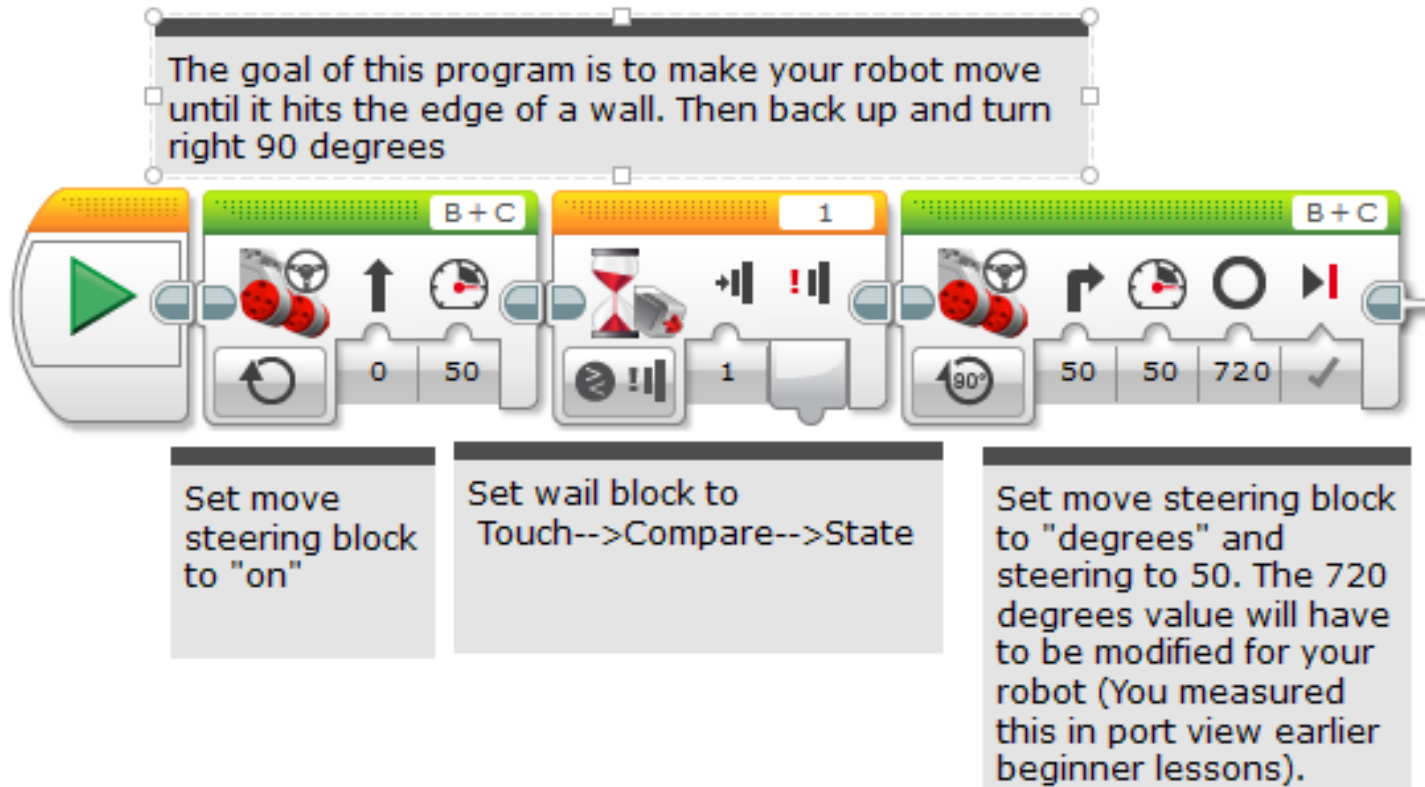 The goal of this program is to make your robot move
until it hits the edge of a wall. Then back up and turn
right 90 degrees
B + C
1
B + C
0
50
1
90°
50
50
720
Set move
steering block
to "on"
Set wail block to
Touch-->Compare-->State
Set move steering block
to "degrees" and
steering to 50. The 720
degrees value will have
to be modified for your
robot (You measured
this in port view earlier
beginner lessons).